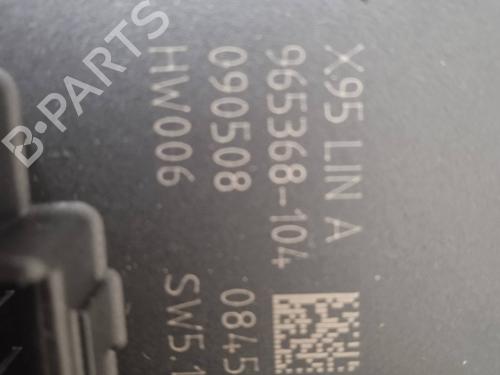 X95 LIN A
965368-104
090508
HW006
0845
SW5.1
B-PARTS